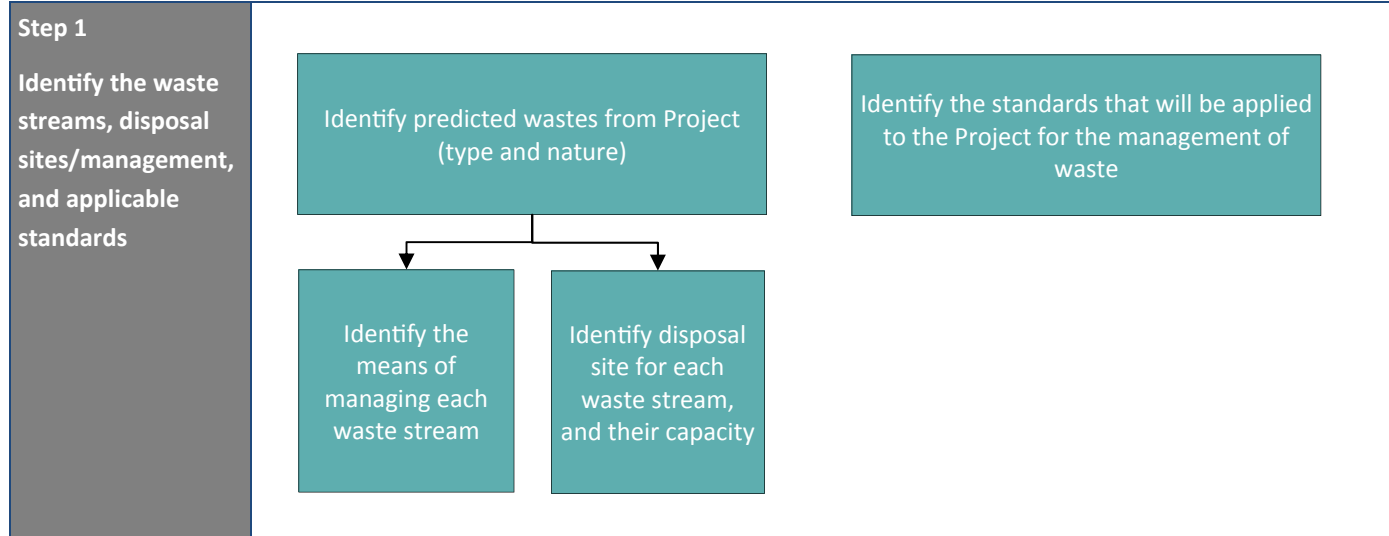 Step 1
Identify the waste
streams, disposal
sites/management,
and applicable
standards
Identify predicted wastes from Project
(type and nature)
Identify the standards that will be applied
to the Project for the management of
waste
Identify the
means of
managing each
waste stream
Identify disposal
site for each
waste stream,
and their capacity